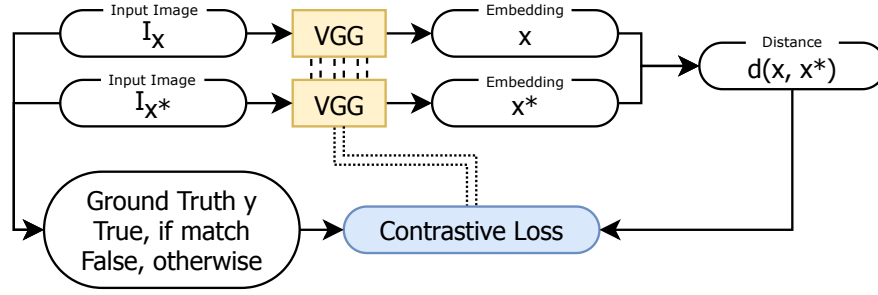 Input Image
Iₓ
VGG
Embedding
x
Input Image
Iₓ*
VGG
Embedding
x*
Distance
d(x, x*)
Ground Truth y
True, if match
False, otherwise
Contrastive Loss